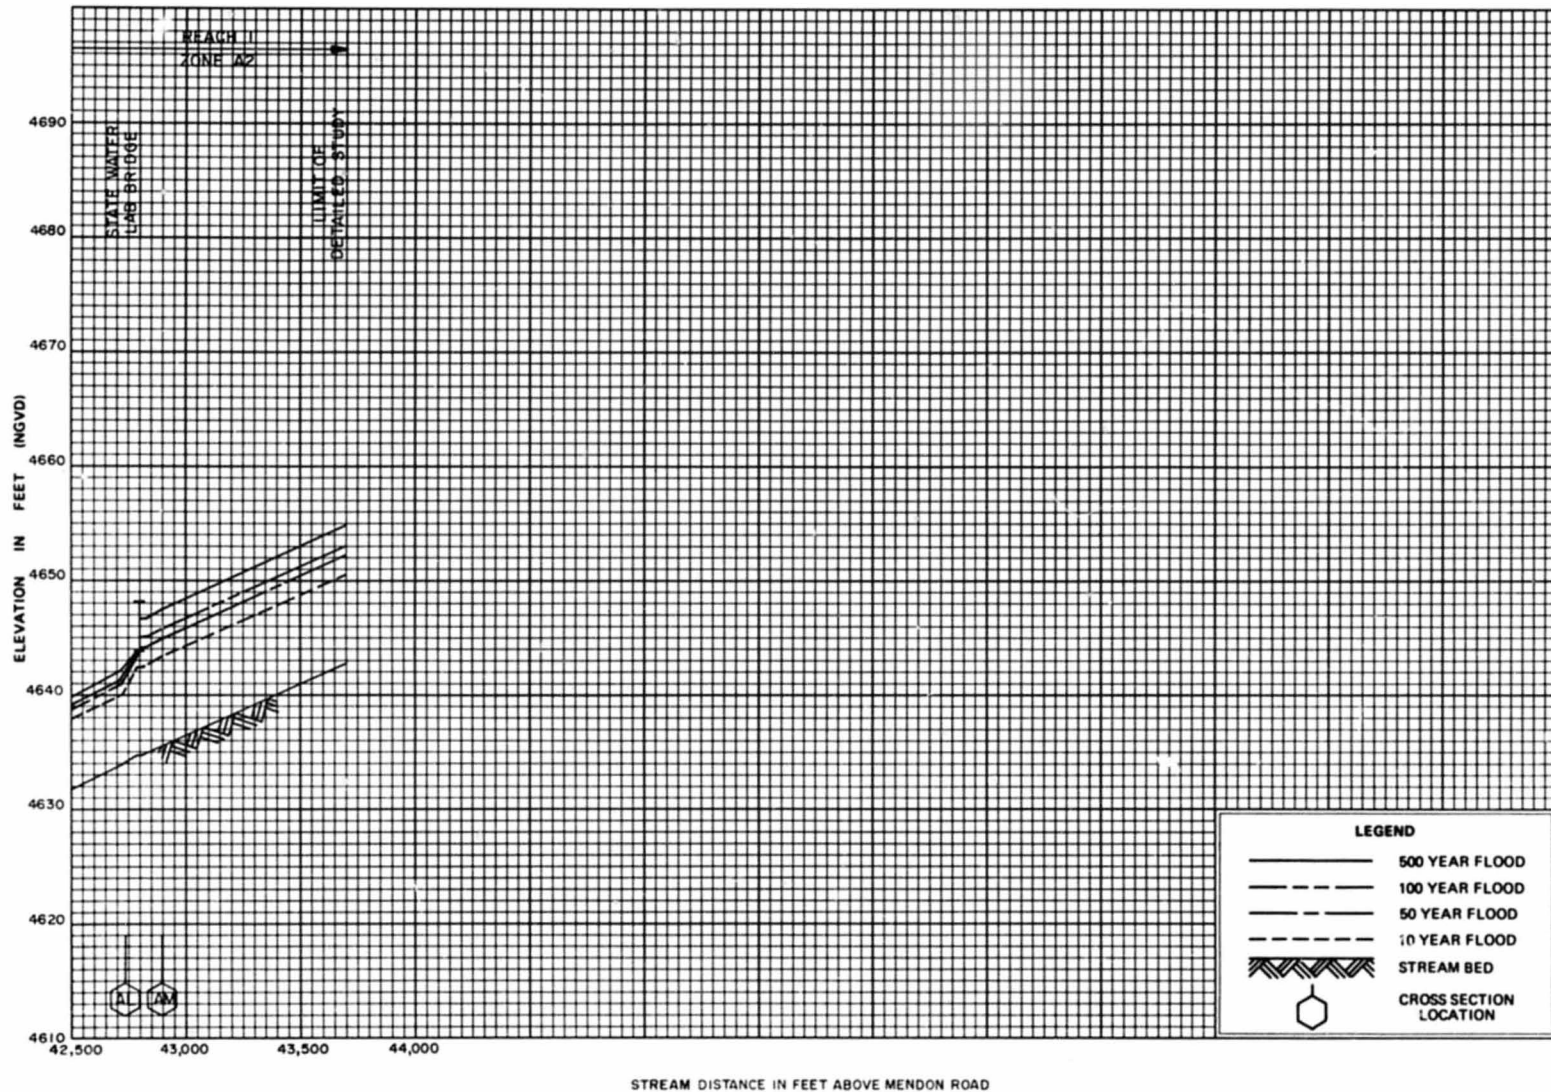 REACH 1
ZONE A2
STATE WATER
LAB BRIDGE
LIMIT OF
DETAILED STUDY
ELEVATION IN FEET (NGVD)
4690
4680
4670
4660
4650
4640
4630
4620
4610
AL
AM
42,500
43,000
43,500
44,000
STREAM DISTANCE IN FEET ABOVE MENDON ROAD
LEGEND
500 YEAR FLOOD
100 YEAR FLOOD
50 YEAR FLOOD
10 YEAR FLOOD
STREAM BED
CROSS SECTION
LOCATION